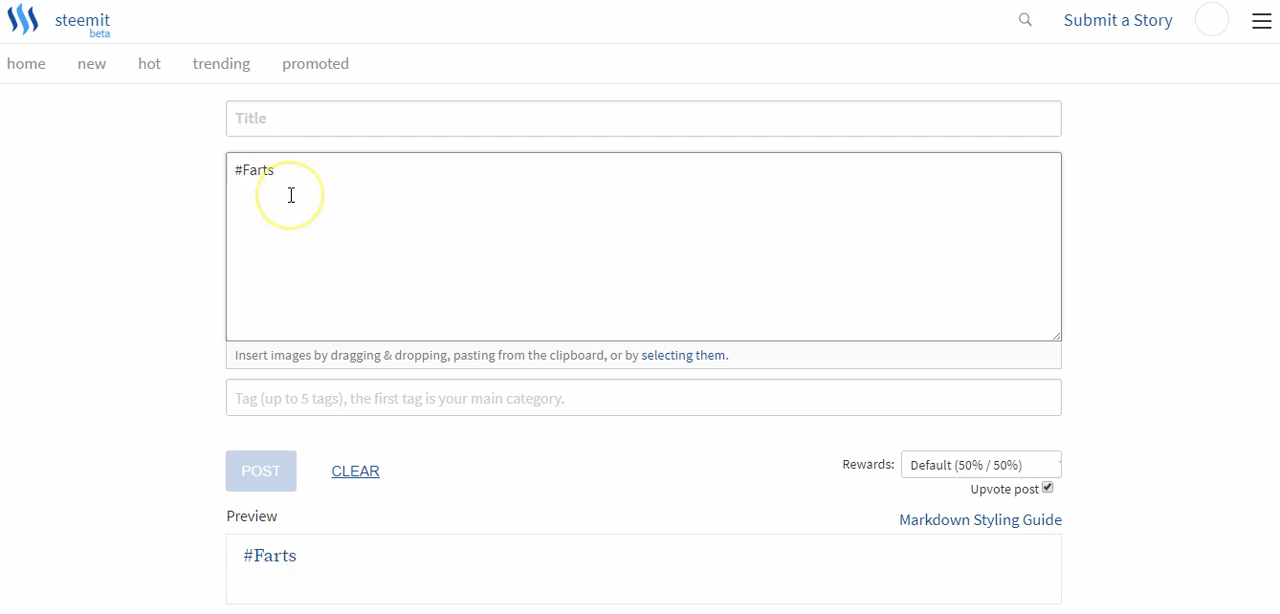 steemit
beta
Submit a Story
home new hot trending promoted
Title
#Farts
Insert images by dragging & dropping, pasting from the clipboard, or by selecting them.
Tag (up to 5 tags), the first tag is your main category.
POST CLEAR
Rewards: Default (50% / 50%)
Upvote post
Preview
Markdown Styling Guide
#Farts